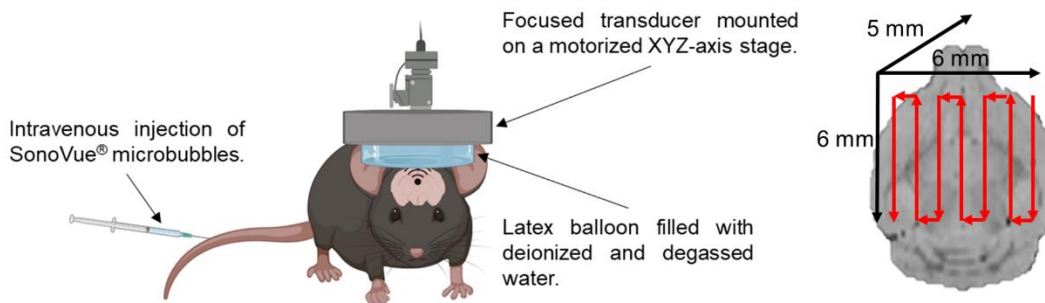 Focused transducer mounted
on a motorized XYZ-axis stage.
Intravenous injection of
SonoVue® microbubbles.
Latex balloon filled with
deionized and degassed
water.
5 mm
6 mm
6 mm